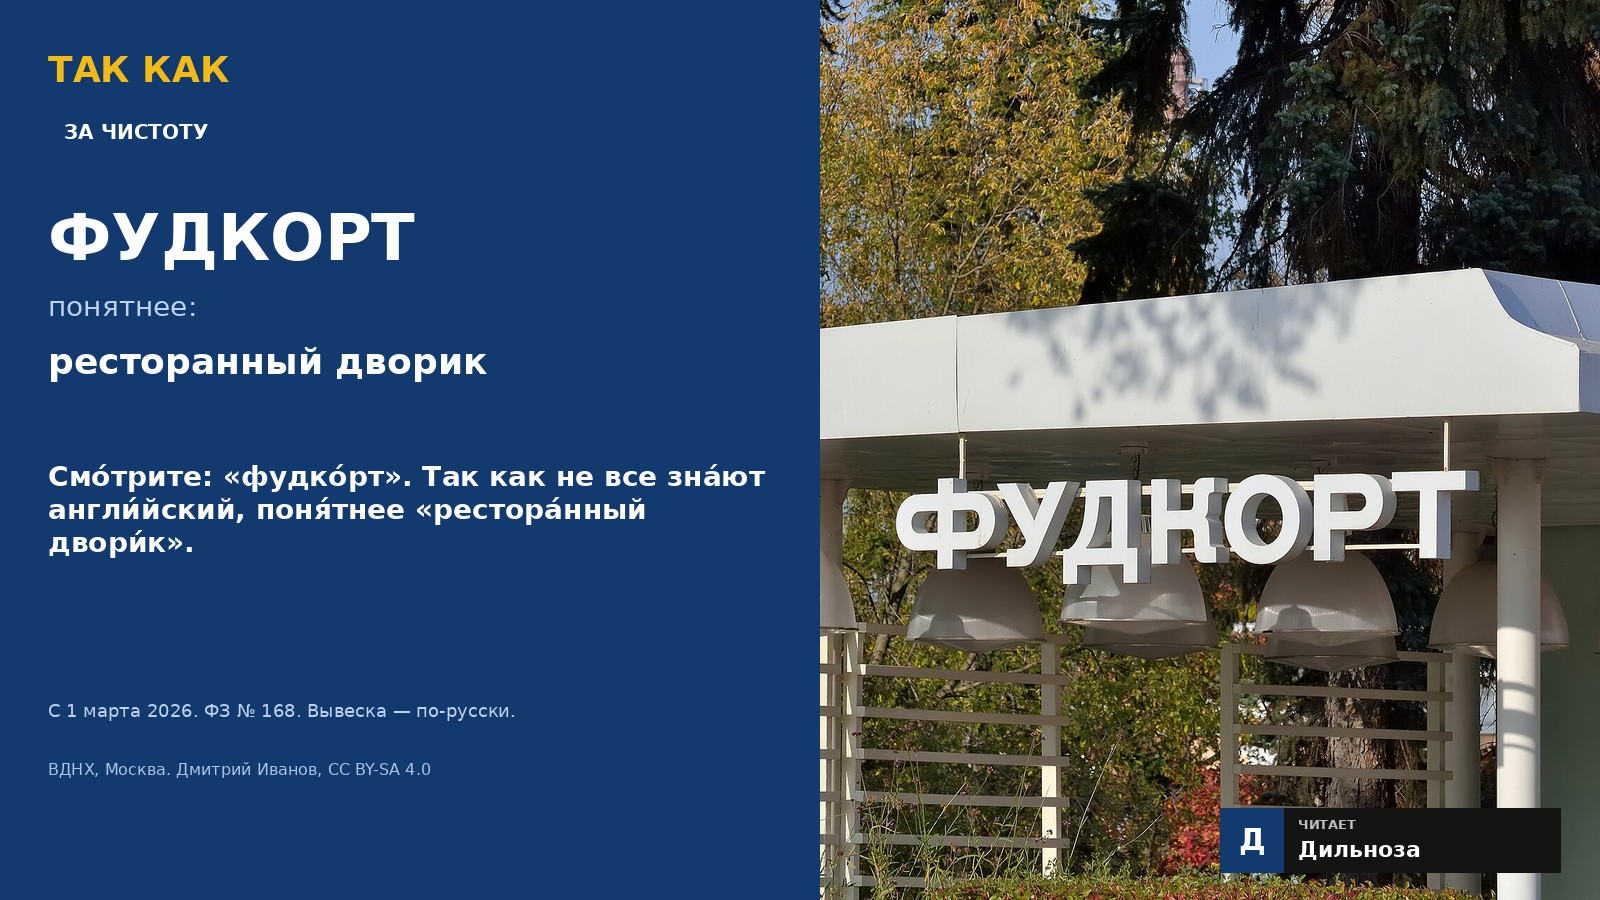 ТАК КАК
ЗА ЧИСТОТУ
ФУДКОРТ
понятнее:
ресторанный дворик
Смо́трите: «фудко́рт». Так как не все зна́ют
англи́йский, поня́тнее «рестора́нный
двори́к».
С 1 марта 2026. ФЗ № 168. Вывеска — по-русски.
ВДНХ, Москва. Дмитрий Иванов, CC BY-SA 4.0
ФУДКОРТ
Д
ЧИТАЕТ
Дильноза